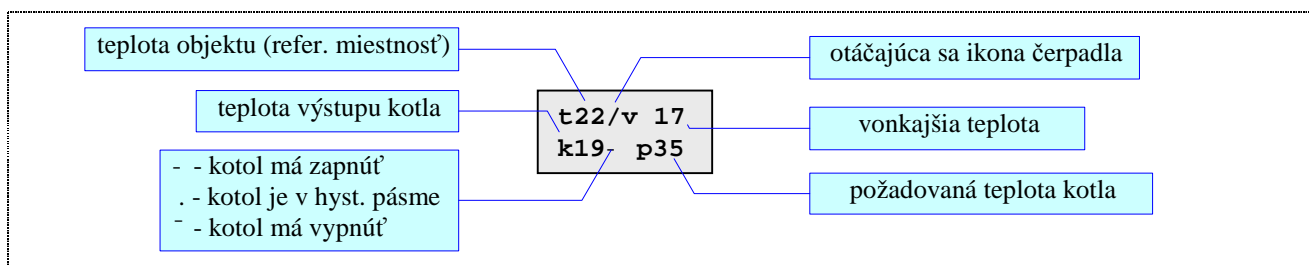 teplota objektu (refer. miestnosť)
otáčajúca sa ikona čerpadla
teplota výstupu kotla
t22/v 17
k19- p35
vonkajšia teplota
- - kotol má zapnúť
. - kotol je v hyst. pásme
¯ - kotol má vypnúť
požadovaná teplota kotla